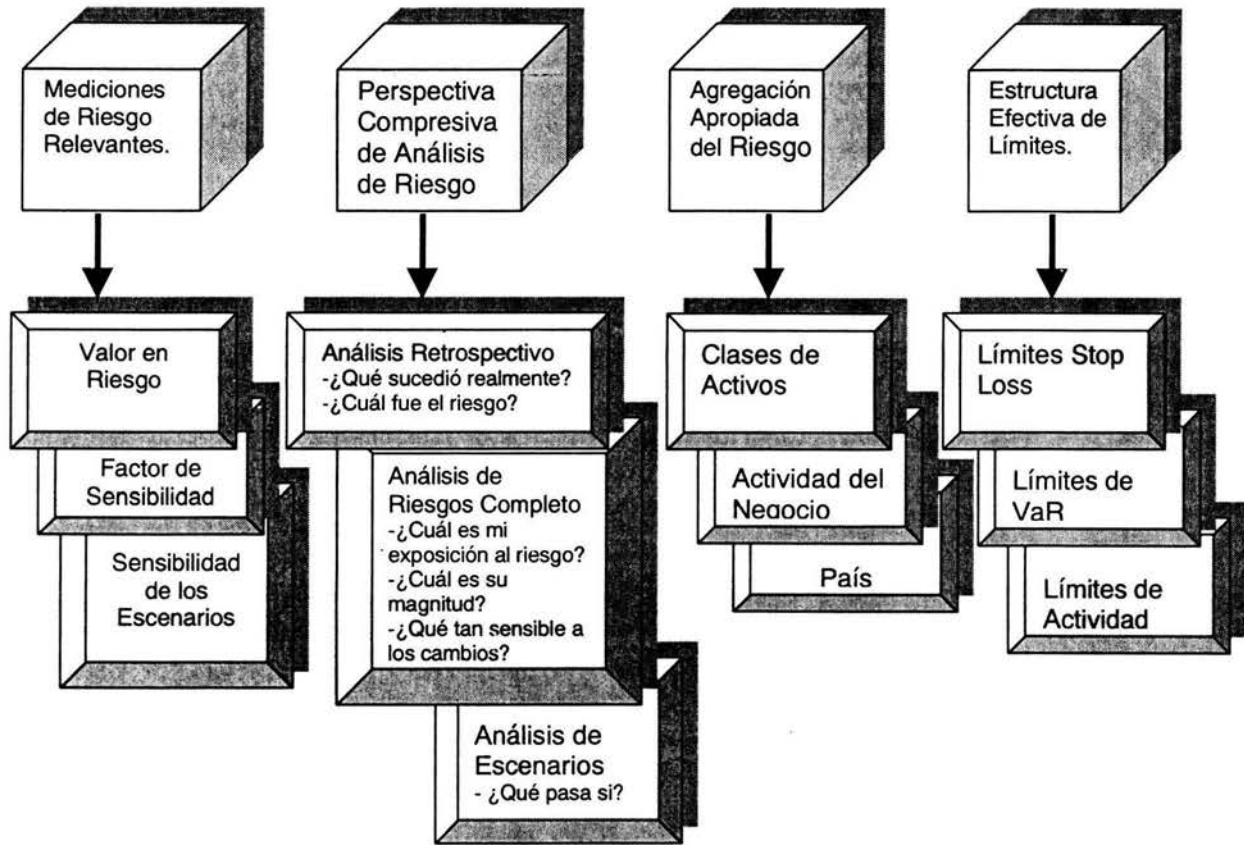 Mediciones
de Riesgo
Relevantes.
Perspectiva
Compresiva
de Análisis
de Riesgo
Agregación
Apropiada
del Riesgo
Estructura
Efectiva de
Límites.
Valor en
Riesgo
Factor de
Sensibilidad
Sensibilidad
de los
Escenarios
Análisis Retrospectivo
-¿Qué sucedió realmente?
-¿Cuál fue el riesgo?
Análisis de
Riesgos Completo
-¿Cuál es mi
exposición al riesgo?
-¿Cuál es su
magnitud?
-¿Qué tan sensible a
los cambios?
Análisis de
Escenarios
- ¿Qué pasa si?
Clases de
Activos
Actividad del
Negocio
País
Límites Stop
Loss
Límites de
VaR
Límites de
Actividad